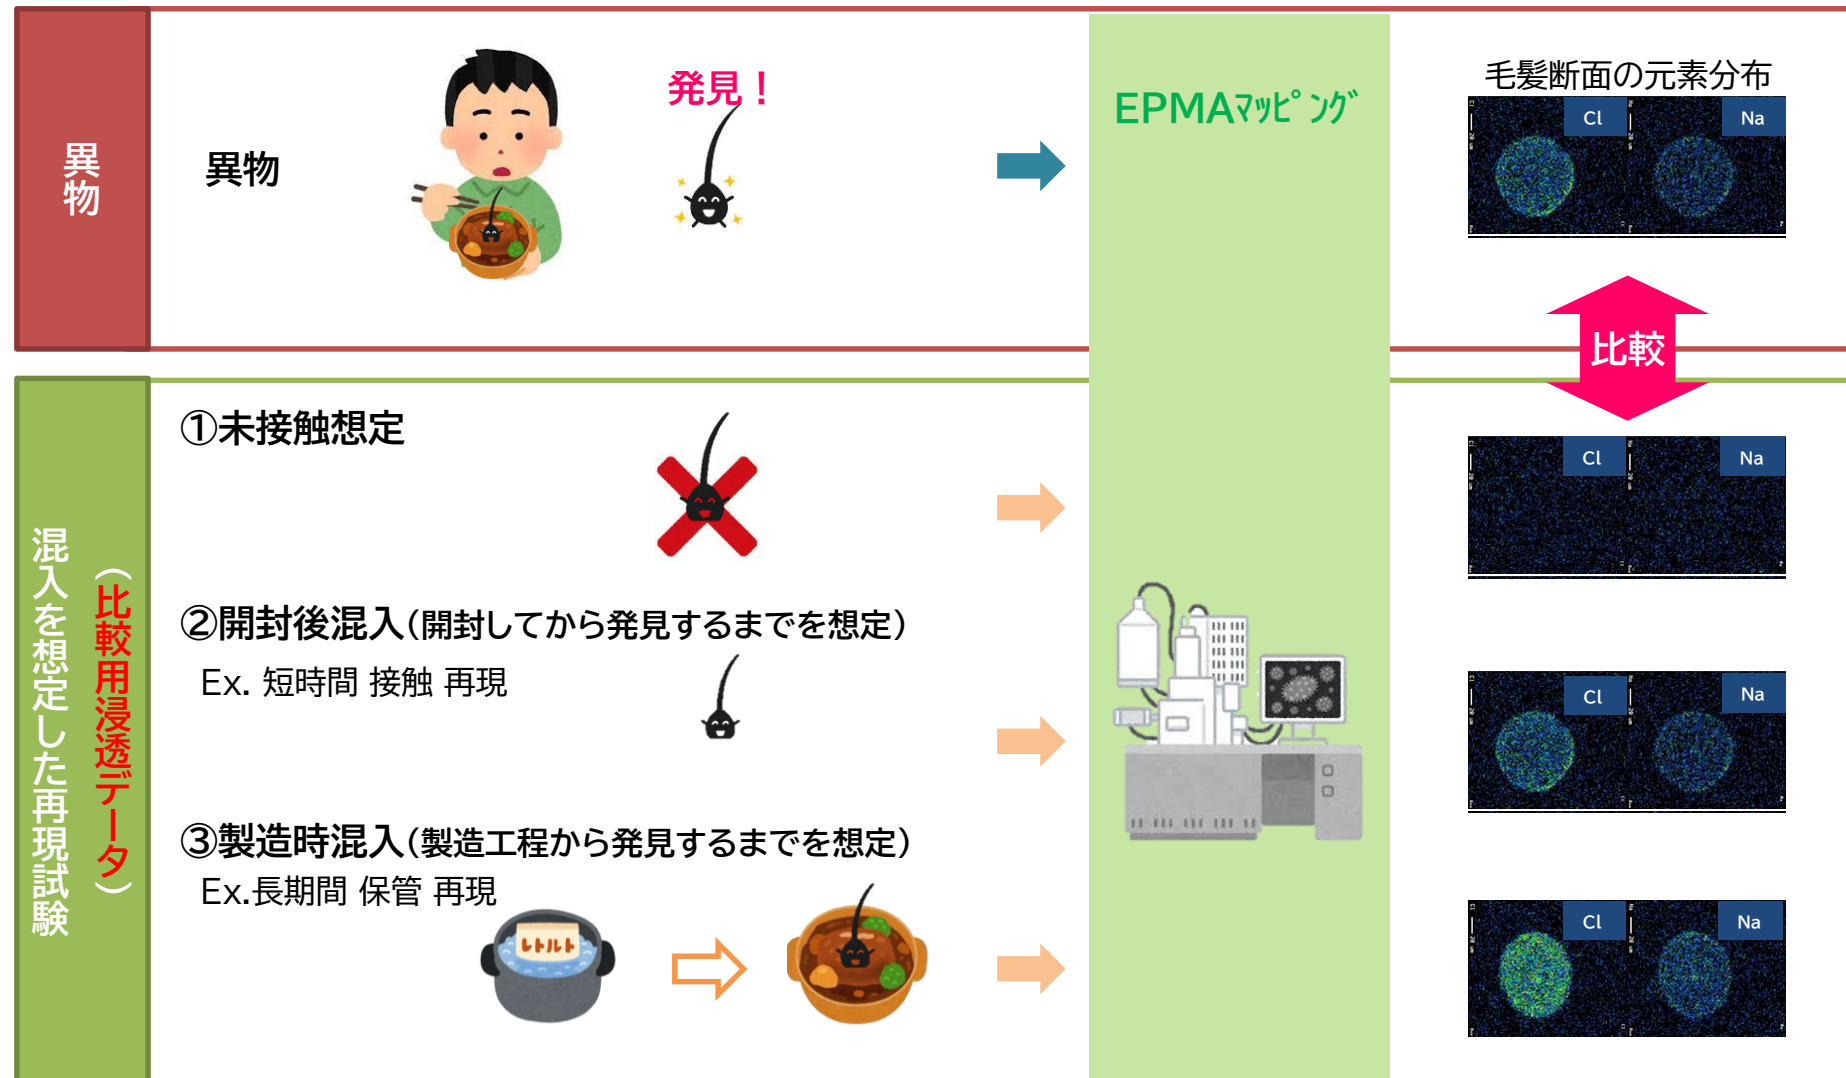 異物
異物
発見！
EPMAﾏｯﾋﾟﾝｸﾞ
毛髪断面の元素分布
Cl
Na
比較
混入を想定した再現試験
（比較用浸透データ）
①未接触想定
Cl
Na
②開封後混入（開封してから発見するまでを想定）
Ex. 短時間 接触 再現
Cl
Na
③製造時混入（製造工程から発見するまでを想定）
Ex.長期間 保管 再現
レトルト
Cl
Na